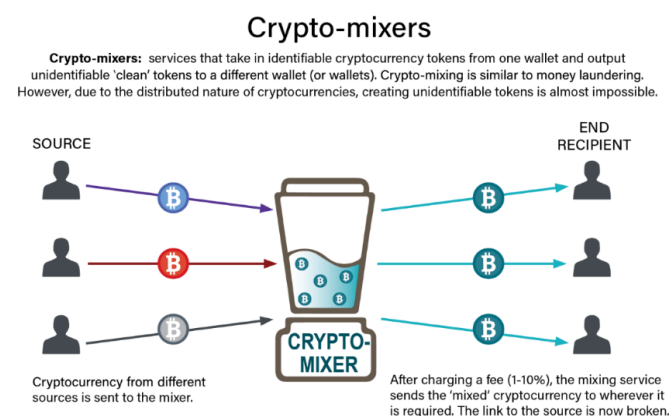 Crypto-mixers
Crypto-mixers: services that take in identifiable cryptocurrency tokens from one wallet and output
unidentifiable ‘clean’ tokens to a different wallet (or wallets). Crypto-mixing is similar to money laundering.
However, due to the distributed nature of cryptocurrencies, creating unidentifiable tokens is almost impossible.
SOURCE
END
RECIPIENT
CRYPTO-
MIXER
Cryptocurrency from different
sources is sent to the mixer.
After charging a fee (1-10%), the mixing service
sends the ‘mixed’ cryptocurrency to wherever it
is required. The link to the source is now broken.